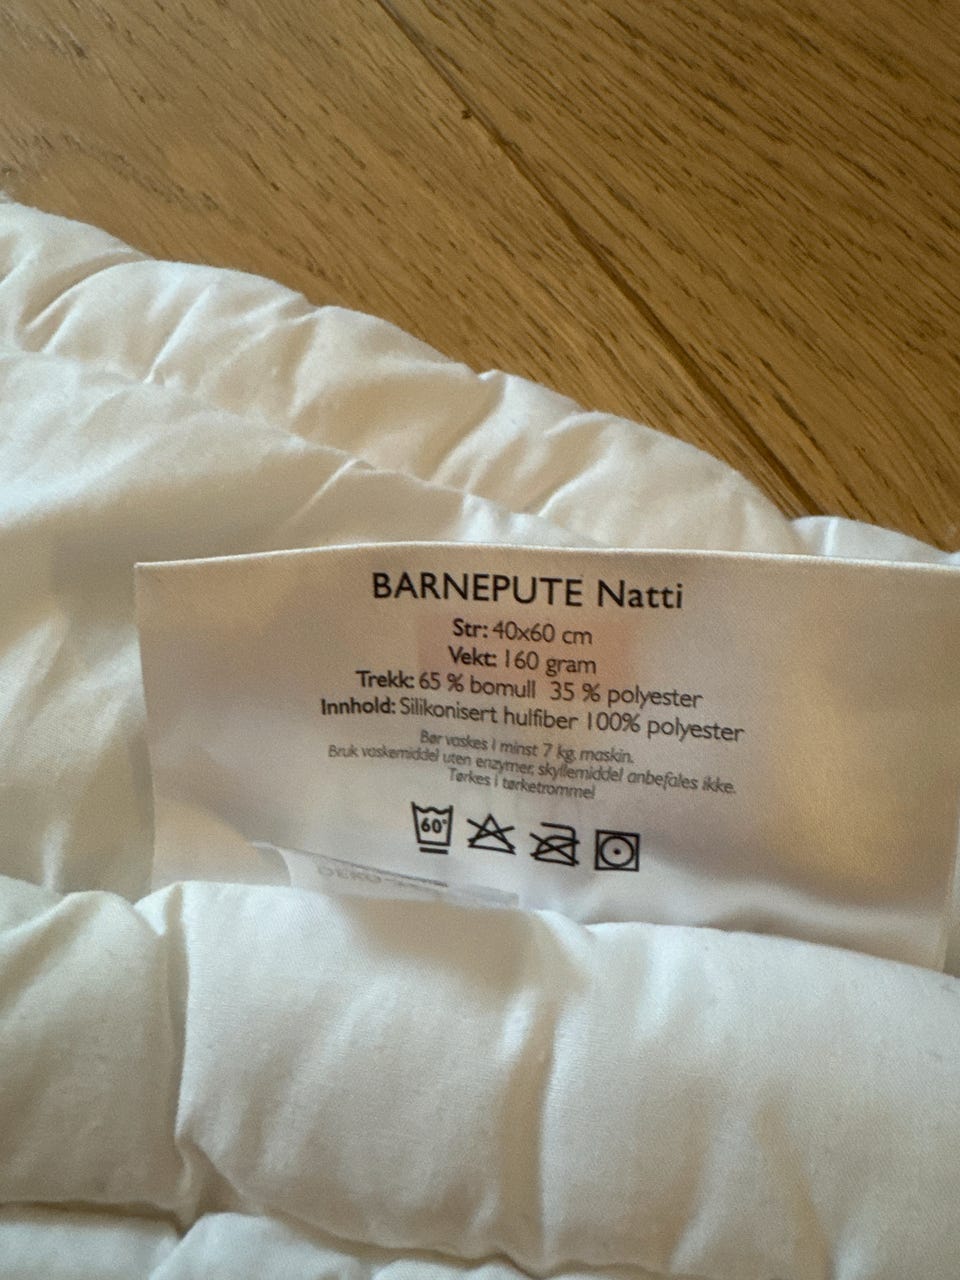 BARNEPUTE Natti
Str: 40x60 cm
Vekt: 160 gram
Trekk: 65 % bomull 35 % polyester
Innhold: Silikonisert hulfiber 100% polyester
Bør vaskes i minst 7 kg. maskin.
Bruk vaskemiddel uten enzymer, skyllemiddel anbefales ikke.
Tørkes i tørketrommel
60°